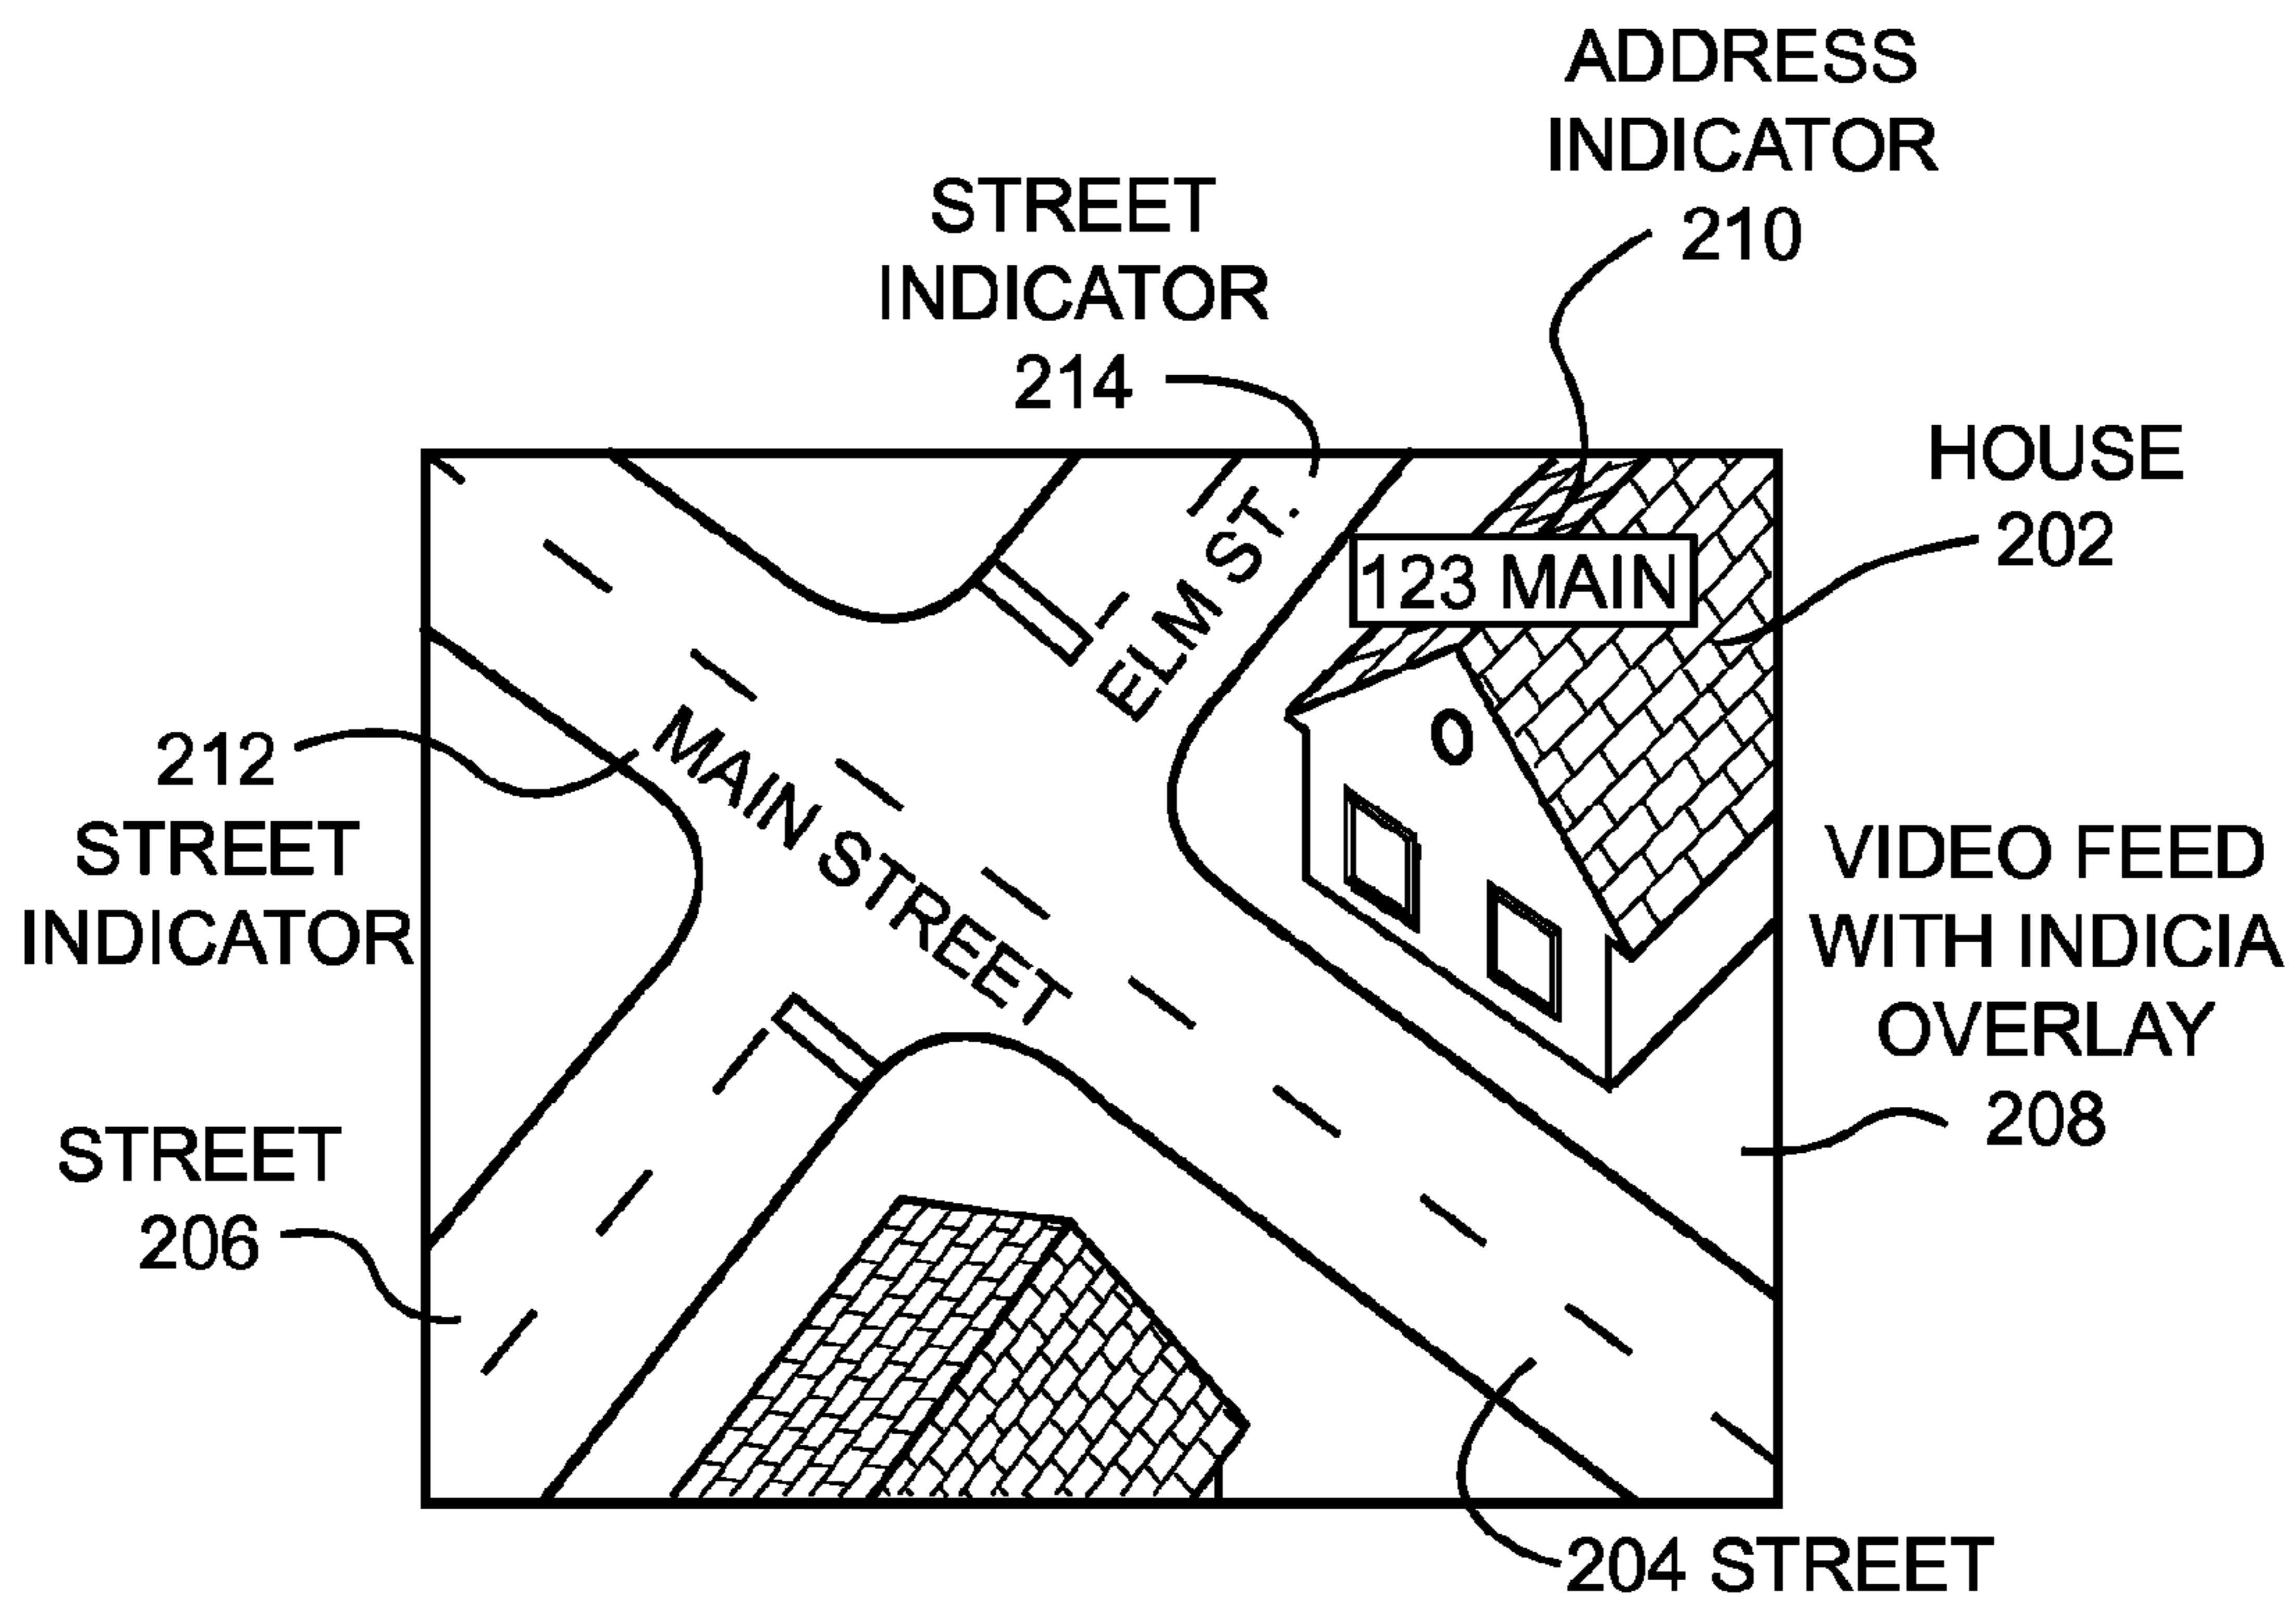 ADDRESS
INDICATOR
210
STREET
INDICATOR
214
HOUSE
202
ELM ST.
123 MAIN
212
STREET
INDICATOR
MAIN STREET
VIDEO FEED
WITH INDICIA
OVERLAY
208
STREET
206
204 STREET